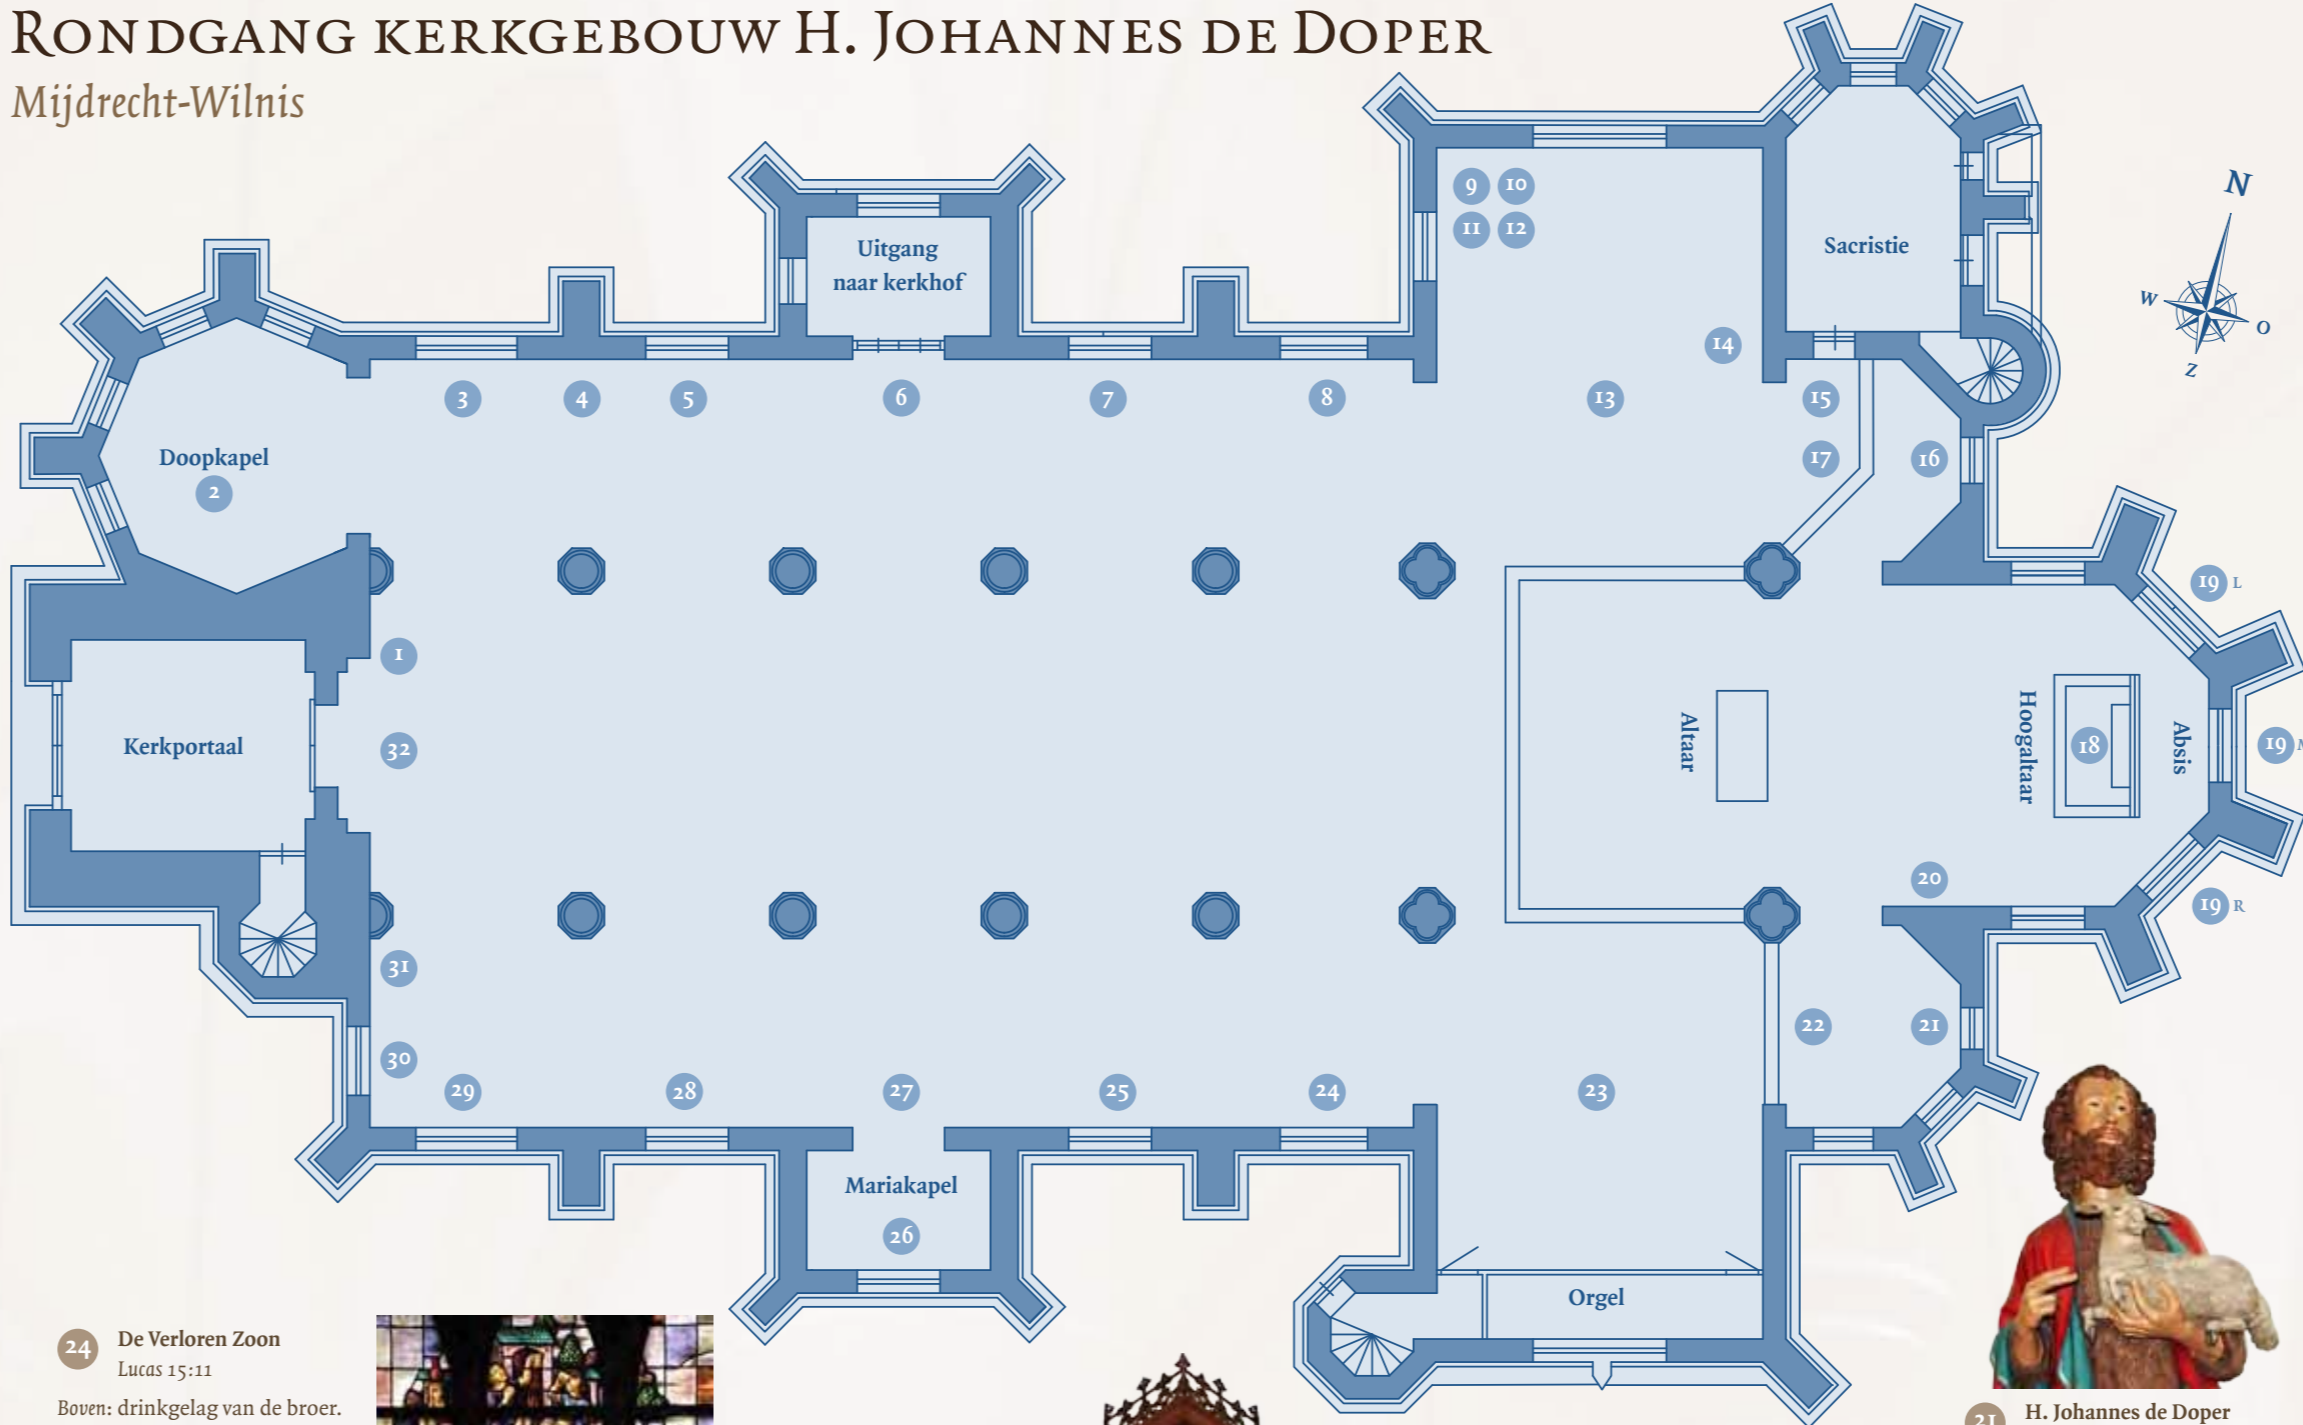 Rondgang kerkgebouw H. Johannes de Doper
Mijdrecht-Wilnis
N
W
O
Z
Uitgang
naar kerkhof
Sacristie
9 10
11 12
14
3
4
5
6
7
8
13
15
Doopkapel
2
17
16
19 L
1
Kerkportaal
32
Altaar
Hoogaltaar
18
Absis
19
20
19 R
31
30
22
21
29
28
27
25
24
23
Mariakapel
26
Orgel
24 De Verloren Zoon
Lucas 15:11
Boven: drinkgelag van de broer.
21 H. Johannes de Doper